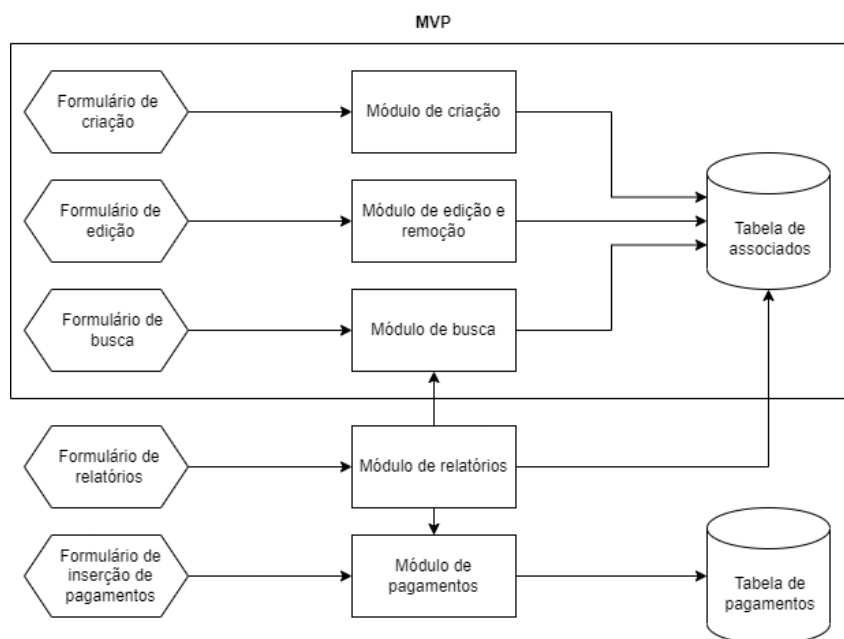 MVP
Formulário de
criação
Módulo de criação
Formulário de
edição
Módulo de edição e
remoção
Tabela de
associados
Formulário de
busca
Módulo de busca
Formulário de
relatórios
Módulo de relatórios
Formulário de
inserção de
pagamentos
Módulo de
pagamentos
Tabela de
pagamentos